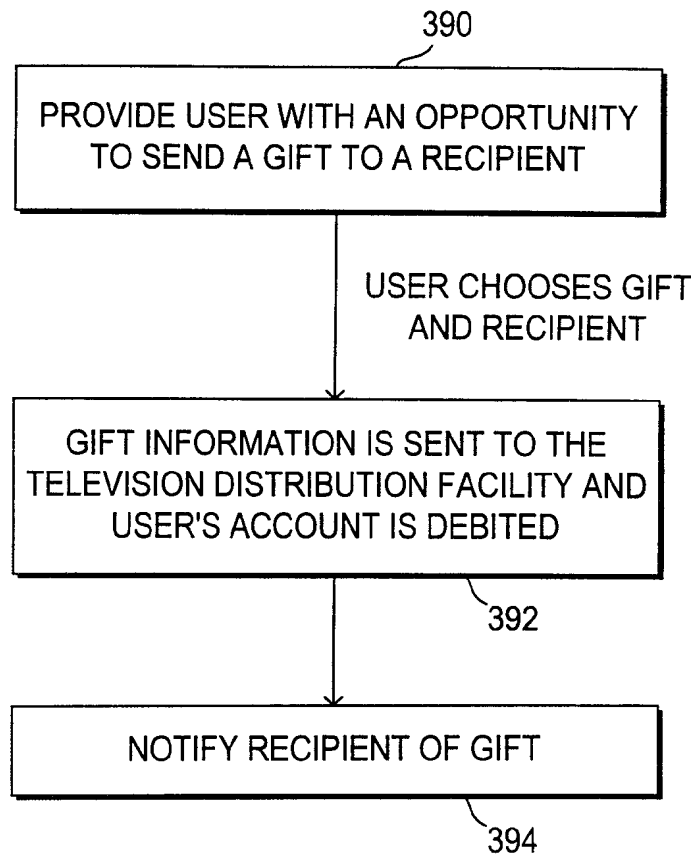 390
PROVIDE USER WITH AN OPPORTUNITY
TO SEND A GIFT TO A RECIPIENT
USER CHOOSES GIFT
AND RECIPIENT
GIFT INFORMATION IS SENT TO THE
TELEVISION DISTRIBUTION FACILITY AND
USER'S ACCOUNT IS DEBITED
392
NOTIFY RECIPIENT OF GIFT
394